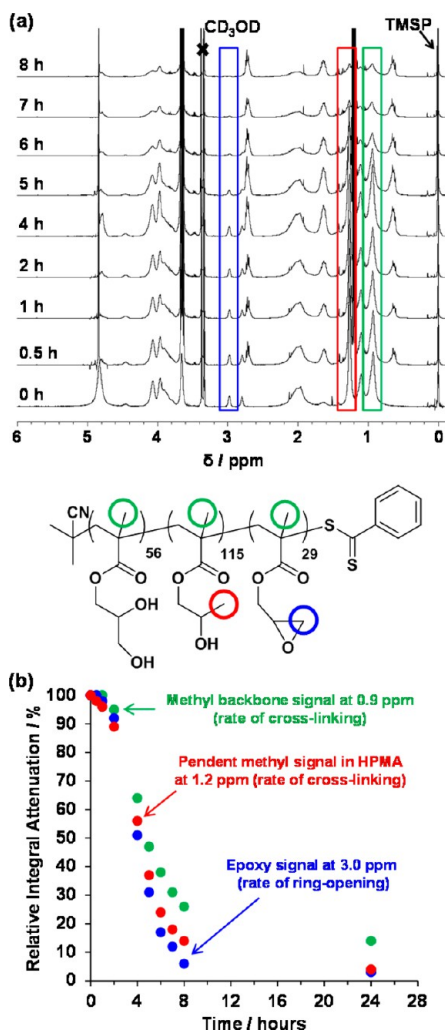 (a)
CD₃OD
TMSP
8 h
7 h
6 h
5 h
4 h
2 h
1 h
0.5 h
0 h
6 5 4 3 2 1 0
δ / ppm
CN
56
115
29
S
S
O O
O O
O O
OH
OH
OH
O
(b)
Relative Integral Attenuation / %
100
90
80
70
60
50
40
30
20
10
0
Methyl backbone signal at 0.9 ppm
(rate of cross-linking)
Pendent methyl signal in HPMA
at 1.2 ppm (rate of cross-linking)
Epoxy signal at 3.0 ppm
(rate of ring-opening)
0 4 8 12 16 20 24 28
Time / hours